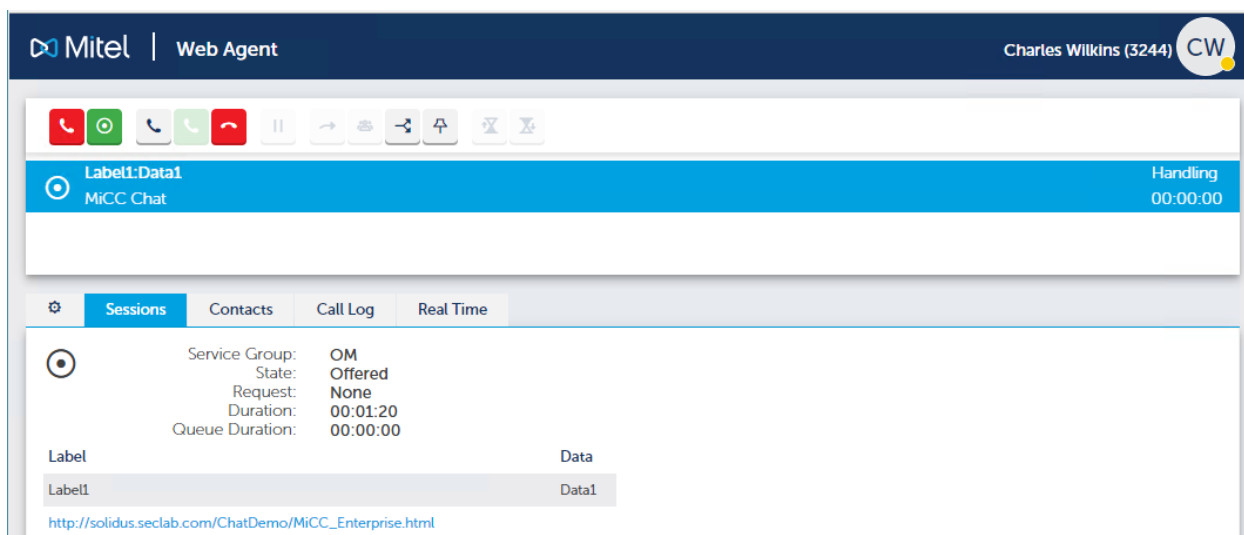 Mitel | Web Agent
Charles Wilkins (3244) CW
Label1:Data1 Handling
MiCC Chat 00:00:00
Sessions Contacts Call Log Real Time
Service Group: OM
State: Offered
Request: None
Duration: 00:01:20
Queue Duration: 00:00:00
Label Data
Label1 Data1
http://solidus.seclab.com/ChatDemo/MiCC_Enterprise.html